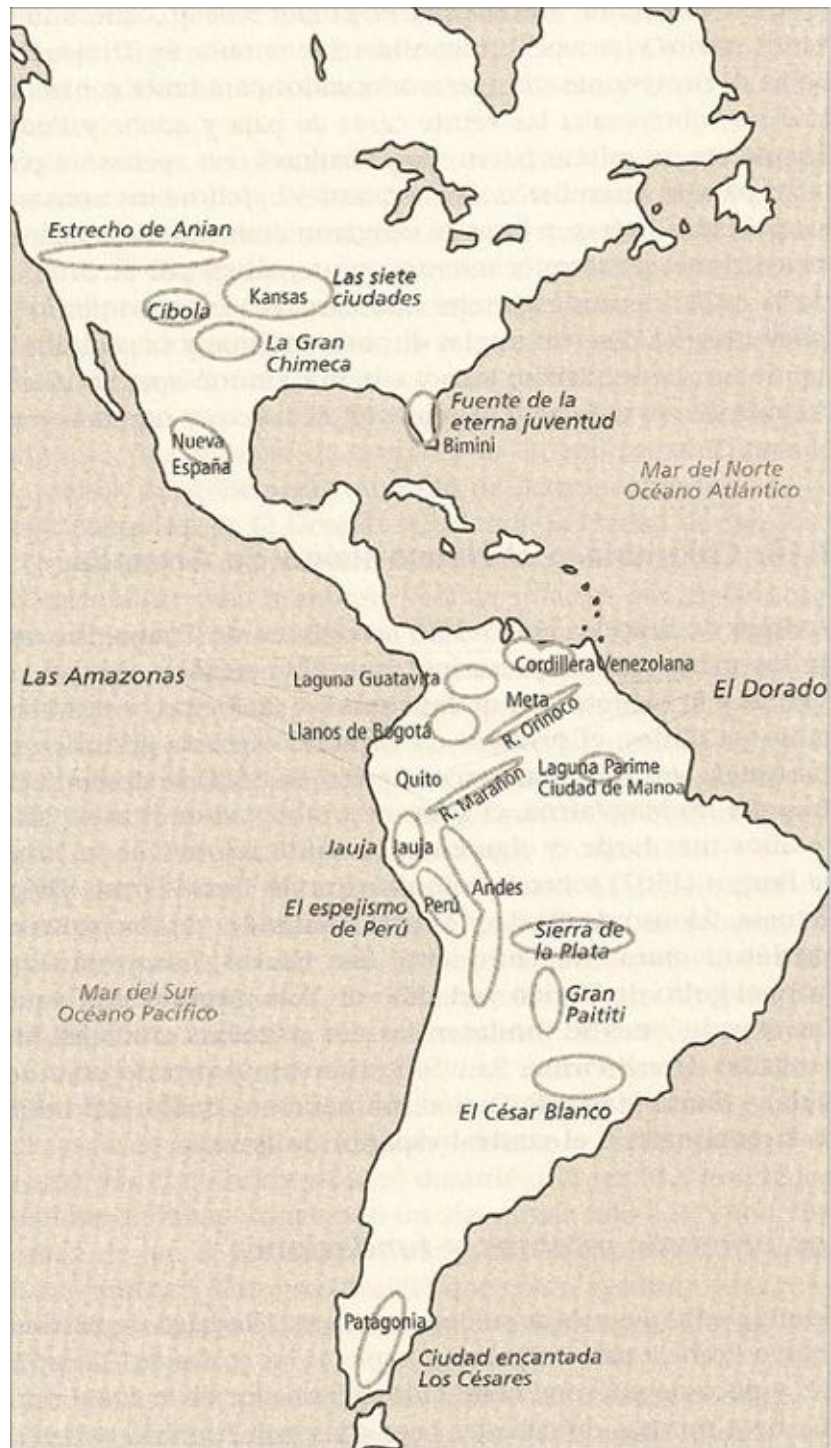 Estrecho de Anian
Las siete
ciudades
Kansas
Cíbola
La Gran
Chimeca
Fuente de la
eterna juventud
Bimini
Nueva
España
Mar del Norte
Océano Atlántico
Las Amazonas
Laguna Guatavita
Cordillera Venezolana
El Dorado
Meta
R. Orinoco
Llanos de Bogotá
Quito
R. Marañón
Laguna Parime
Ciudad de Manoa
Jauja
Jauja
Andes
El espejismo
de Perú
Perú
Sierra de
la Plata
Mar del Sur
Océano Pacífico
Gran
Paititi
El César Blanco
Patagonia
Ciudad encantada
Los Césares